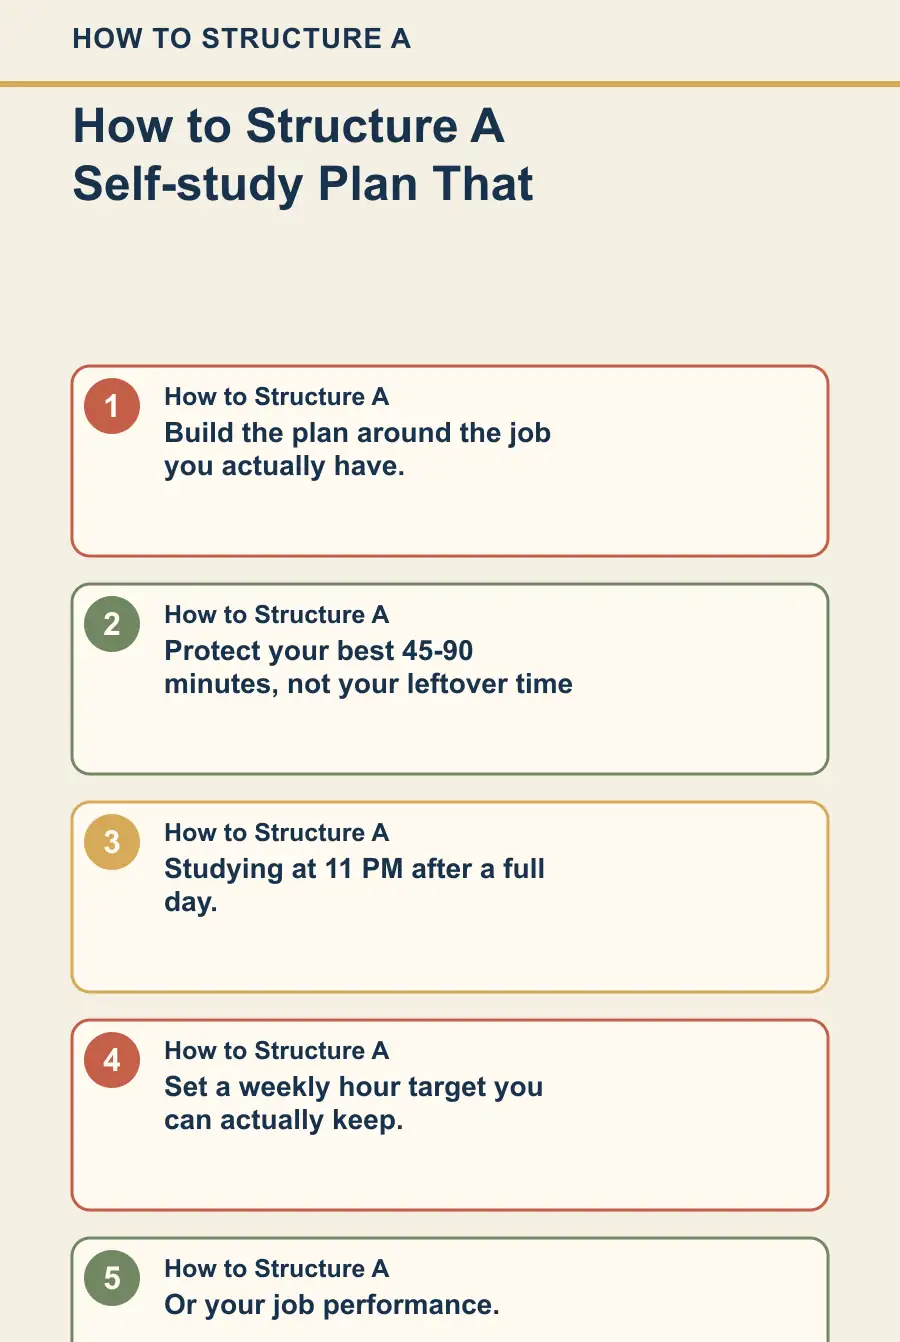 HOW TO STRUCTURE A
How to Structure A
Self-study Plan That
1
How to Structure A
Build the plan around the job
you actually have.
2
How to Structure A
Protect your best 45-90
minutes, not your leftover time
3
How to Structure A
Studying at 11 PM after a full
day.
4
How to Structure A
Set a weekly hour target you
can actually keep.
5
How to Structure A
Or your job performance.